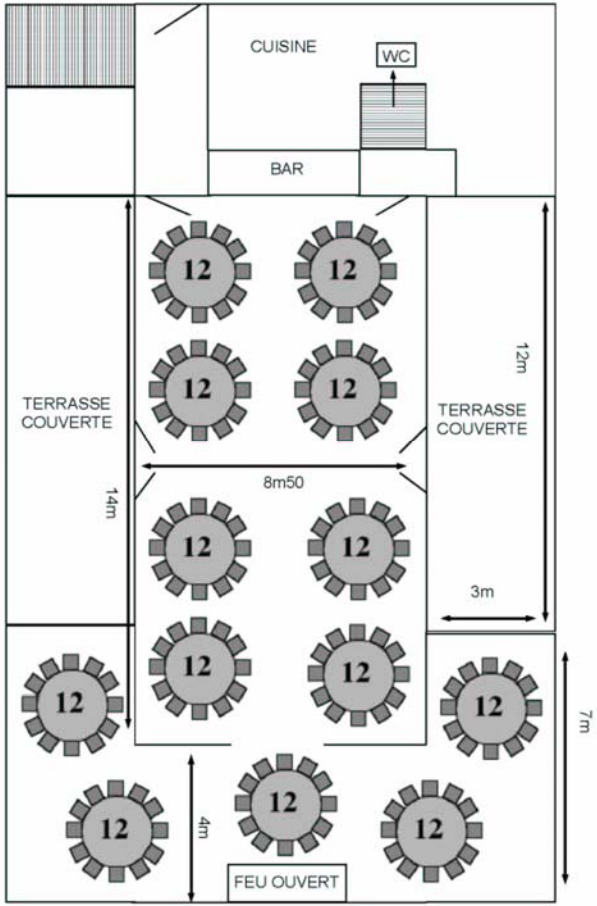 CUISINE
WC
BAR
12
12
12m
12
12
TERRASSE
COUVERTE
TERRASSE
COUVERTE
8m50
14m
12
12
3m
12
12
12
12
7m
12
12
12
4m
FEU OUVERT